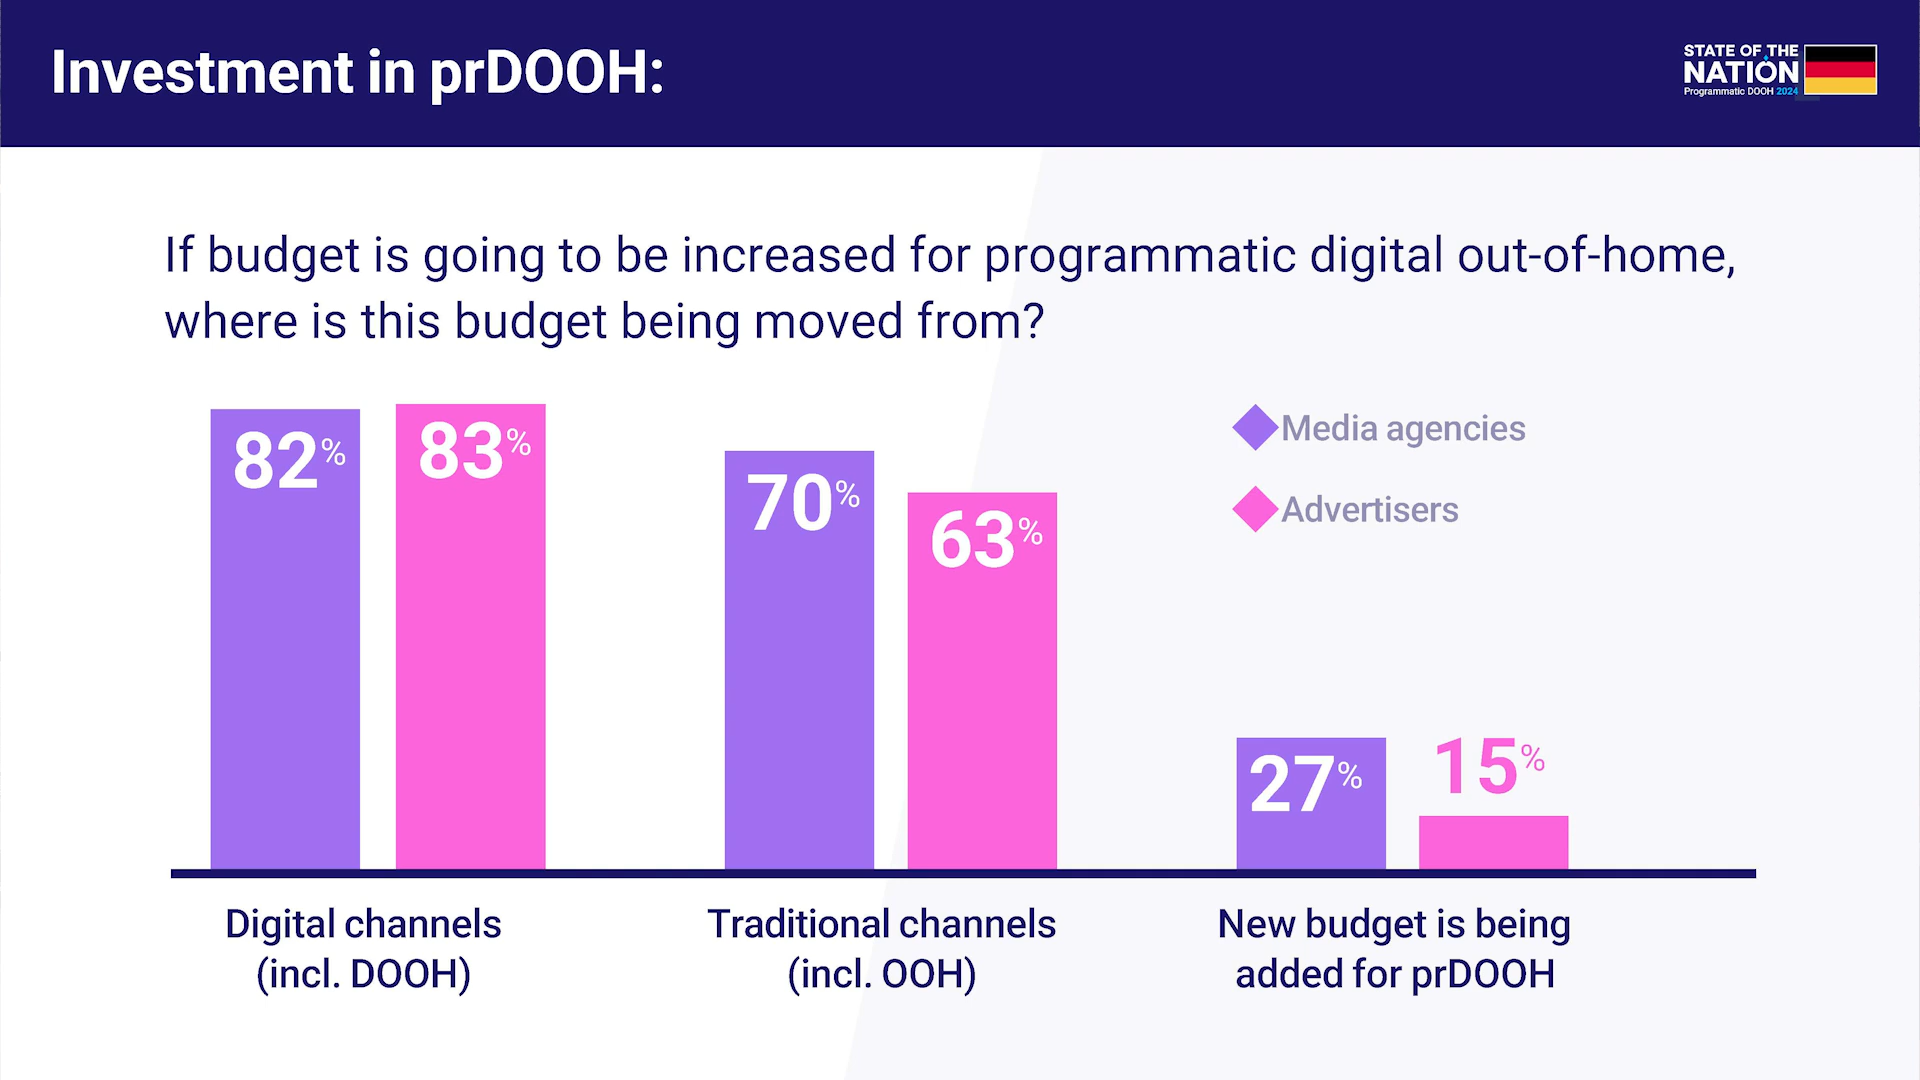 Investment in prDOOH:
STATE OF THE
NATION
Programmatic DOOH 2024
If budget is going to be increased for programmatic digital out-of-home,
where is this budget being moved from?
Media agencies
Advertisers
82%
83%
70%
63%
27%
15%
Digital channels
(incl. DOOH)
Traditional channels
(incl. OOH)
New budget is being
added for prDOOH